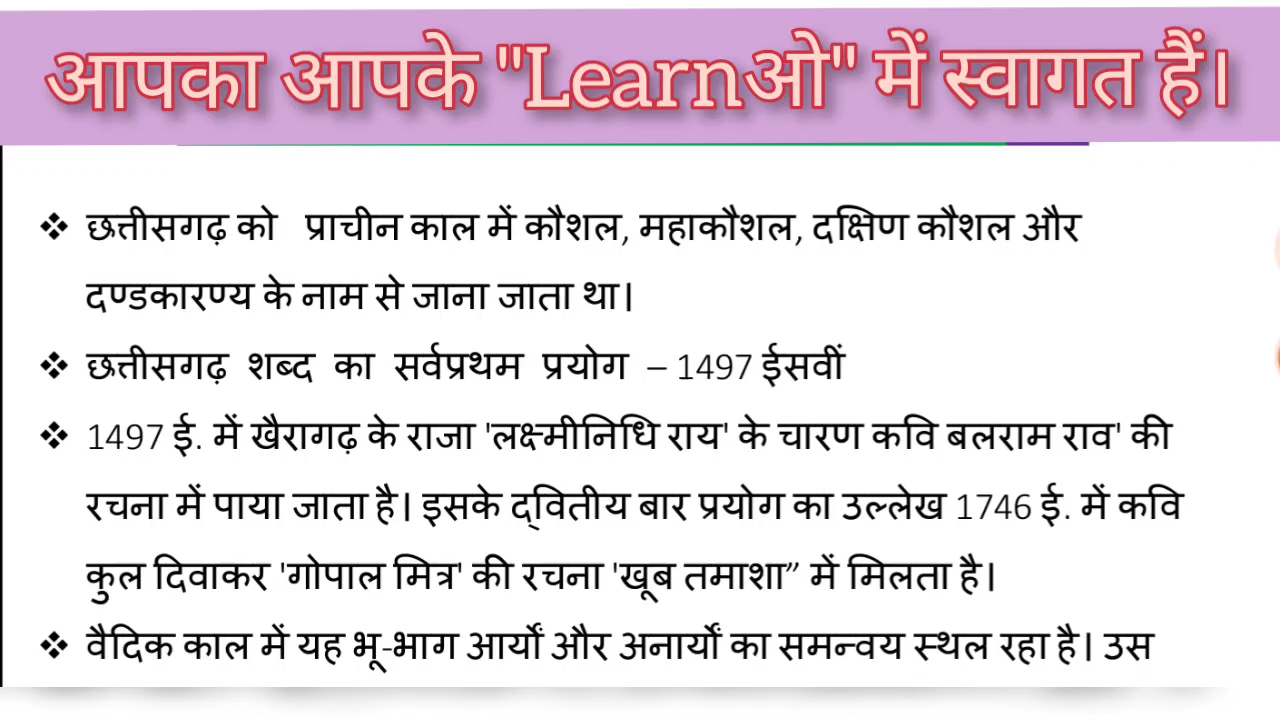 आपका आपके "Learnओ" में स्वागत हैं।
❖ छत्तीसगढ़ को प्राचीन काल में कौशल, महाकौशल, दक्षिण कौशल और
दण्डकारण्य के नाम से जाना जाता था।
❖ छत्तीसगढ़ शब्द का सर्वप्रथम प्रयोग – 1497 ईसवीं
❖ 1497 ई. में खैरागढ़ के राजा 'लक्ष्मीनिधि राय' के चारण कवि बलराम राव' की
रचना में पाया जाता है। इसके द्वितीय बार प्रयोग का उल्लेख 1746 ई. में कवि
कुल दिवाकर 'गोपाल मित्र' की रचना 'खूब तमाशा” में मिलता है।
❖ वैदिक काल में यह भू-भाग आर्यों और अनार्यों का समन्वय स्थल रहा है। उस